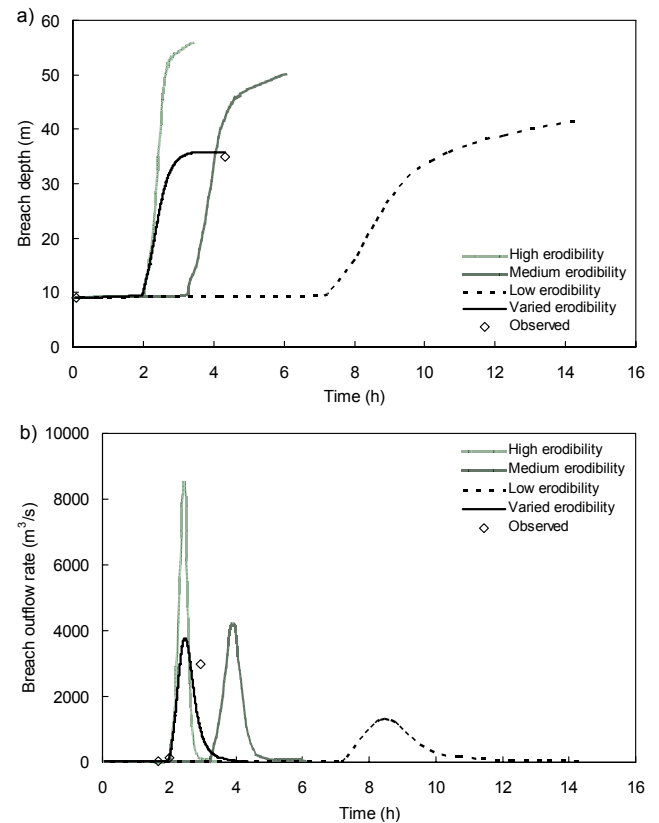 a)
60
50
40
30
20
10
0
Breach depth (m)
High erodibility
Medium erodibility
Low erodibility
Varied erodibility
Observed
0 2 4 6 8 10 12 14 16
Time (h)
b)
10000
8000
6000
4000
2000
0
Breach outflow rate (m³/s)
High erodibility
Medium erodibility
Low erodibility
Varied erodibility
Observed
0 2 4 6 8 10 12 14 16
Time (h)